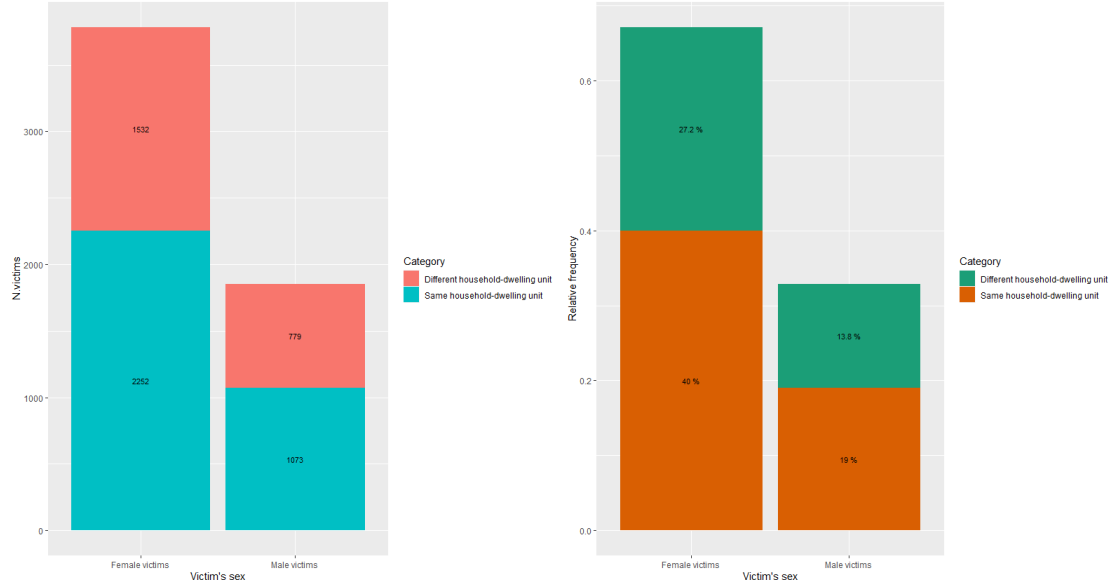 N.victims
3000
2000
1000
0
1532
2252
779
1073
Female victims
Male victims
Victim's sex
Category
Different household-dwelling unit
Same household-dwelling unit
Relative frequency
0.6
0.4
0.2
0.0
27.2 %
40 %
13.8 %
19 %
Female victims
Male victims
Victim's sex
Category
Different household-dwelling unit
Same household-dwelling unit